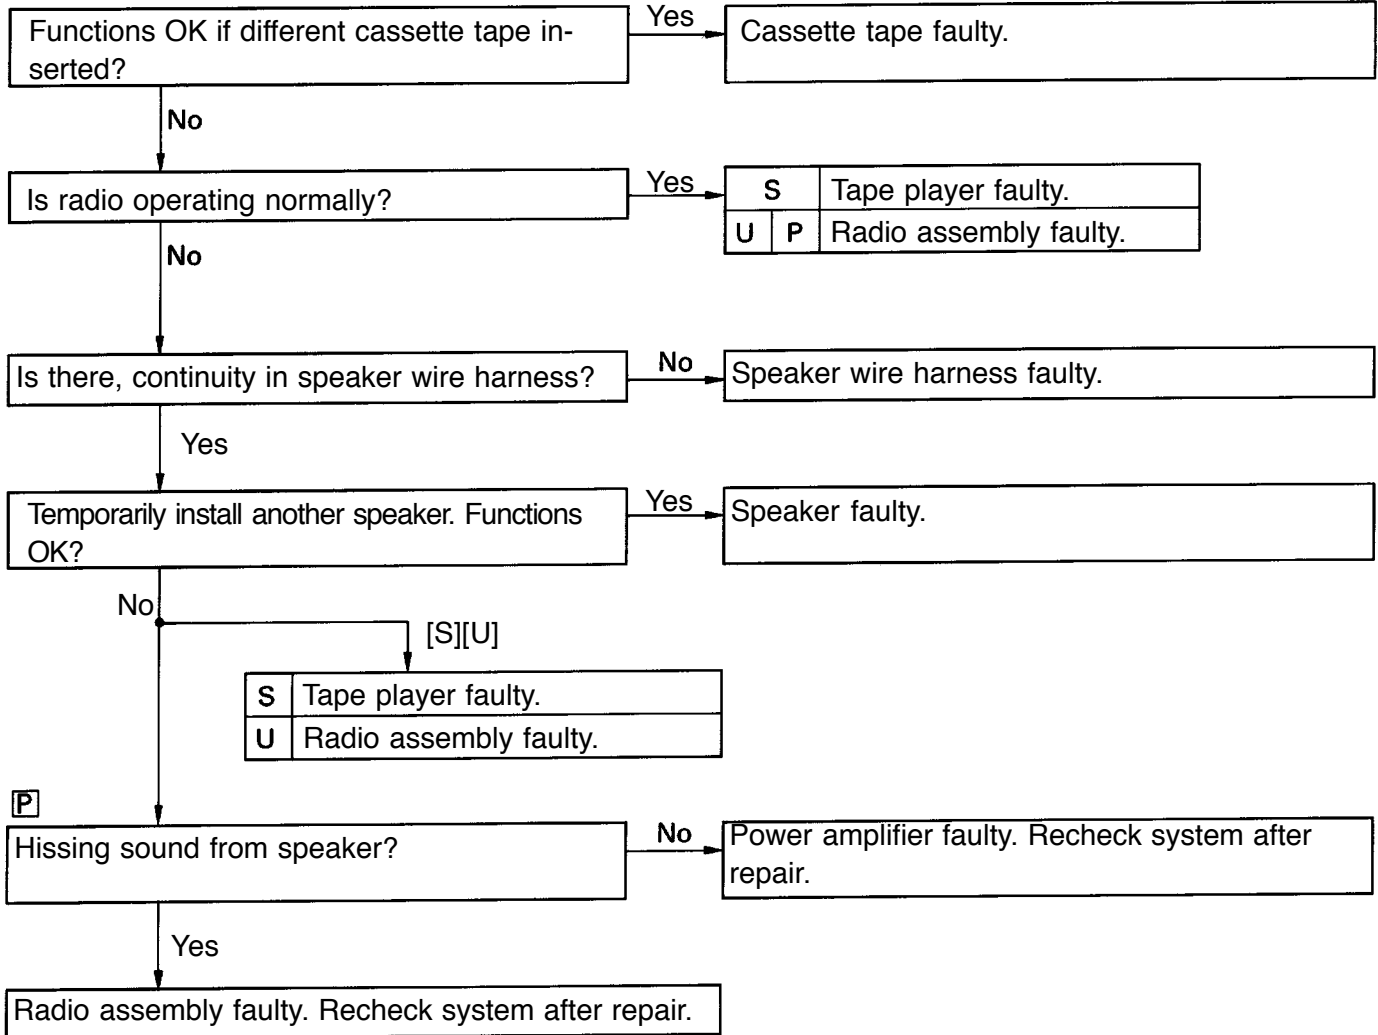 Functions OK if different cassette tape in-
serted?
Yes
Cassette tape faulty.
No
Is radio operating normally?
Yes
S Tape player faulty.
U P Radio assembly faulty.
No
Is there, continuity in speaker wire harness?
No
Speaker wire harness faulty.
Yes
Temporarily install another speaker. Functions
OK?
Yes
Speaker faulty.
No
[S][U]
S Tape player faulty.
U Radio assembly faulty.
P
Hissing sound from speaker?
No
Power amplifier faulty. Recheck system after
repair.
Yes
Radio assembly faulty. Recheck system after repair.